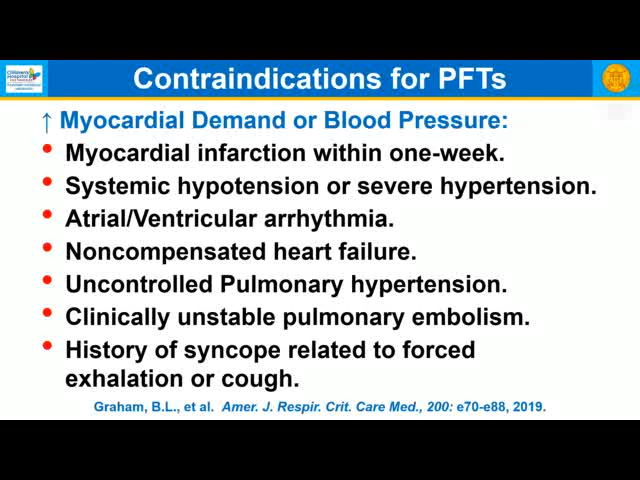 Children's
Hospital
Contraindications for PFTs
↑ Myocardial Demand or Blood Pressure:
• Myocardial infarction within one-week.
• Systemic hypotension or severe hypertension.
• Atrial/Ventricular arrhythmia.
• Noncompensated heart failure.
• Uncontrolled Pulmonary hypertension.
• Clinically unstable pulmonary embolism.
• History of syncope related to forced
exhalation or cough.
Graham, B.L., et al. Amer. J. Respir. Crit. Care Med., 200: e70-e88, 2019.